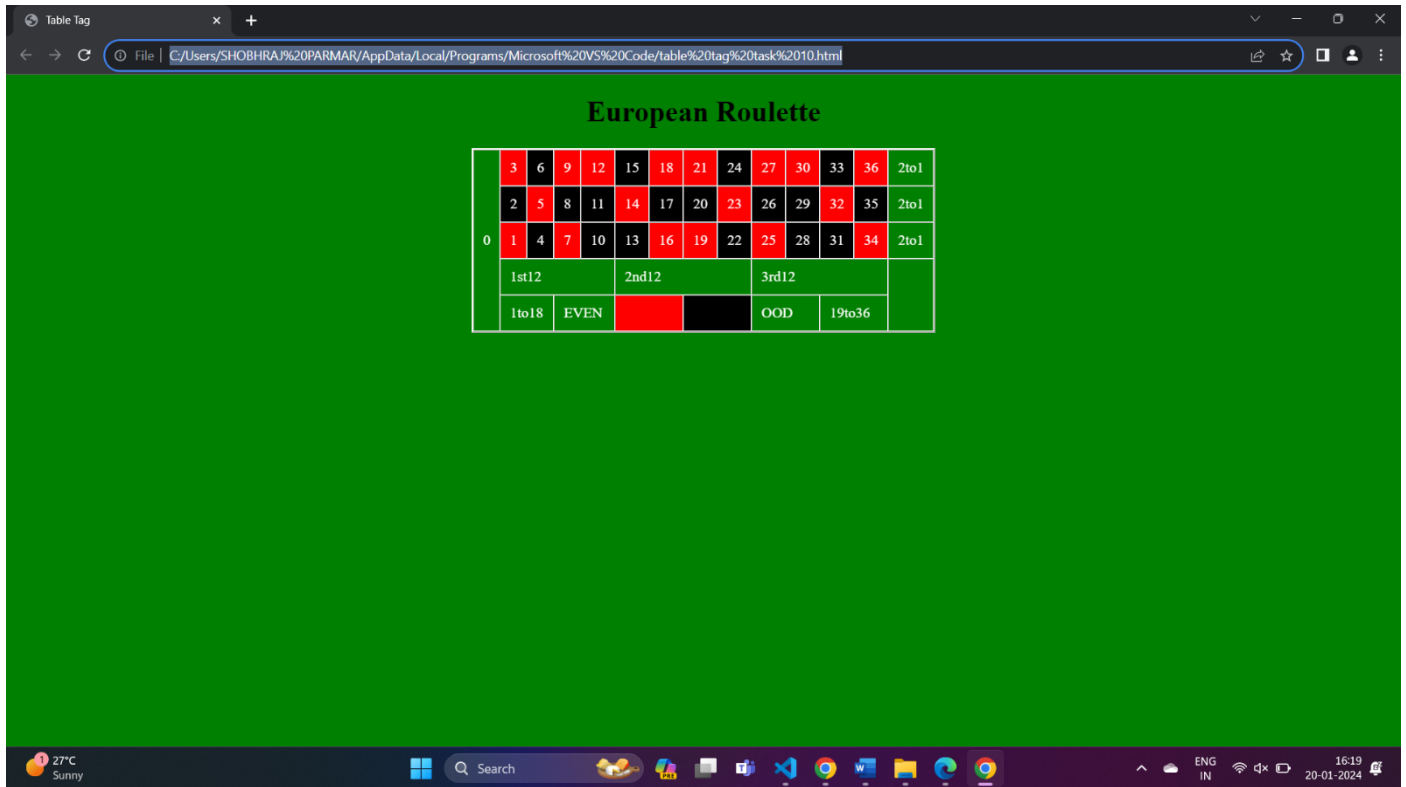 Table Tag
File C:/Users/SHOBHRAJ%20PARMAR/AppData/Local/Programs/Microsoft%20VS%20Code/table%20tag%20task%2010.html
European Roulette
3 6 9 12 15 18 21 24 27 30 33 36 2to1
2 5 8 11 14 17 20 23 26 29 32 35 2to1
0 1 4 7 10 13 16 19 22 25 28 31 34 2to1
1st12 2nd12 3rd12
1to18 EVEN OOD 19to36
1 27°C
Sunny
Search
PRE
ENG
IN
16:19
20-01-2024